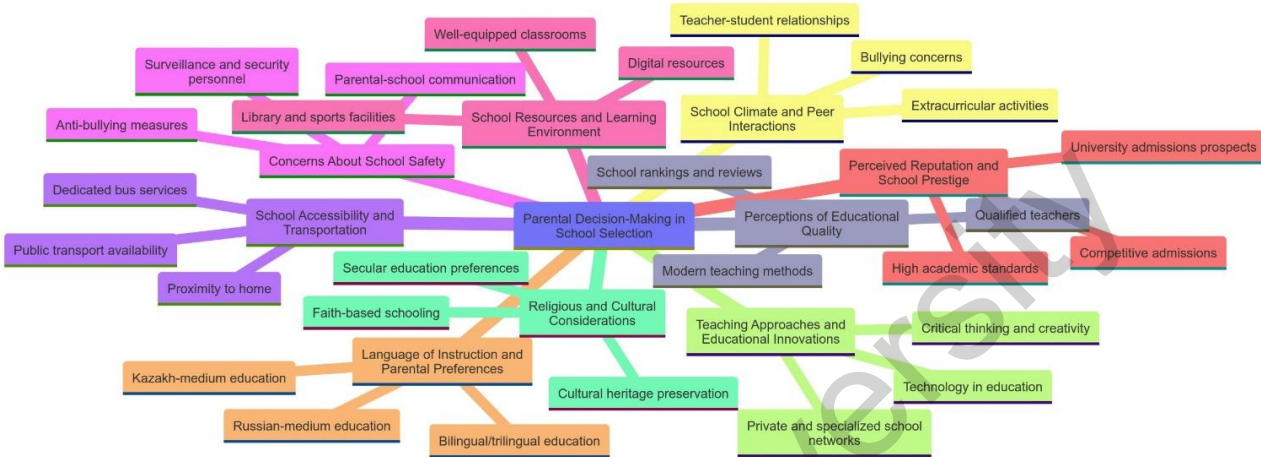 Teacher-student relationships
Well-equipped classrooms
Surveillance and security
personnel
Parental-school communication
Digital resources
Bullying concerns
Anti-bullying measures
Library and sports facilities
School Resources and Learning
Environment
School Climate and Peer
Interactions
Extracurricular activities
Concerns About School Safety
School rankings and reviews
Perceived Reputation and
School Prestige
University admissions prospects
Dedicated bus services
School Accessibility and
Transportation
Parental Decision-Making in
School Selection
Perceptions of Educational
Quality
Qualified teachers
Public transport availability
Secular education preferences
Modern teaching methods
High academic standards
Competitive admissions
Proximity to home
Faith-based schooling
Religious and Cultural
Considerations
Teaching Approaches and
Educational Innovations
Critical thinking and creativity
Language of Instruction and
Parental Preferences
Kazakh-medium education
Cultural heritage preservation
Technology in education
Russian-medium education
Bilingual/trilingual education
Private and specialized school
networks
versity